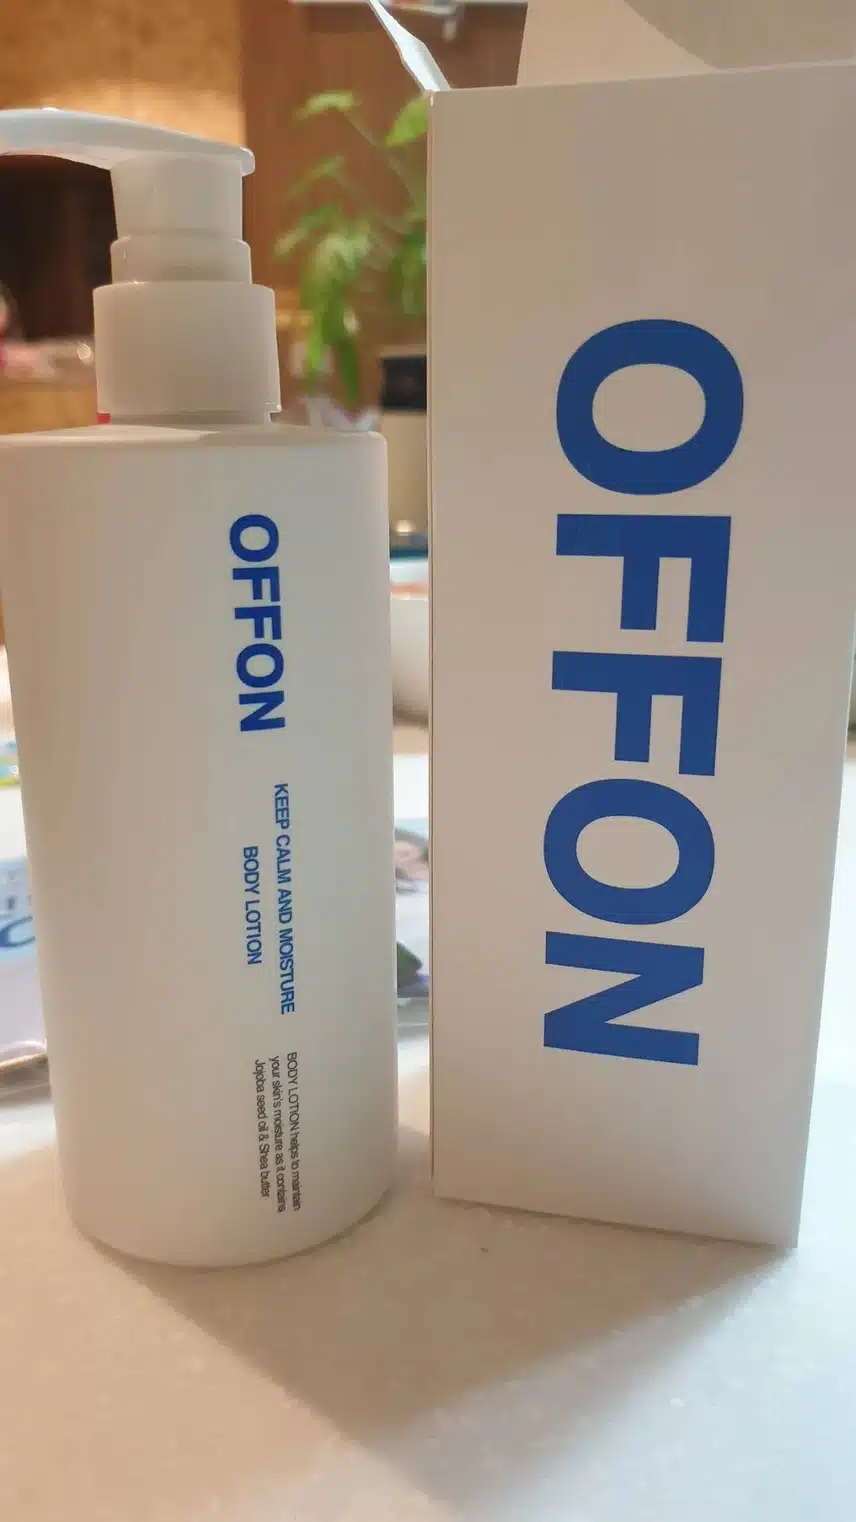 OFFON
KEEP CALM AND MOISTURE
BODY LOTION
BODY LOTION helps to maintain
your skin's moisture as it contains
Jojoba seed oil & Shea butter
OFFON